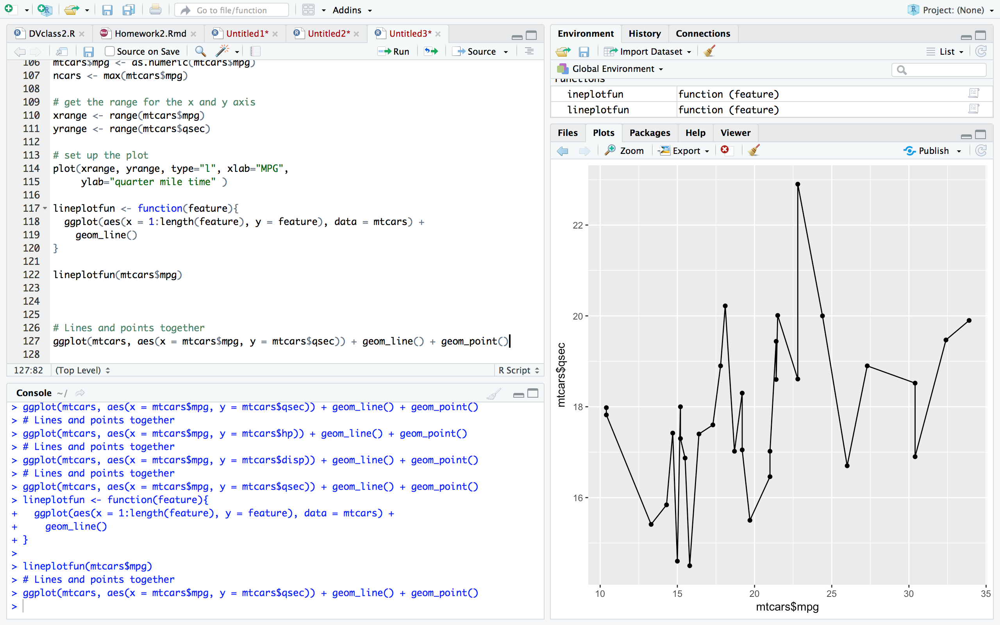 Go to file/function
Addins
Project: (None)
DVclass2.R
Homework2.Rmd
Untitled1*
Untitled2*
Untitled3*
Source on Save
Run
Source
106 mtcars$mpg <- as.numeric(mtcars$mpg)
107 ncars <- max(mtcars$mpg)
108
109 # get the range for the x and y axis
110 xrange <- range(mtcars$mpg)
111 yrange <- range(mtcars$qsec)
112
113 # set up the plot
114 plot(xrange, yrange, type="l", xlab="MPG",
115 ylab="quarter mile time" )
116
117 lineplotfun <- function(feature){
118 ggplot(aes(x = 1:length(feature), y = feature), data = mtcars) +
119 geom_line()
120 }
121
122 lineplotfun(mtcars$mpg)
123
124
125
126 # Lines and points together
127 ggplot(mtcars, aes(x = mtcars$mpg, y = mtcars$qsec)) + geom_line() + geom_point()
128
127:82 (Top Level) R Script
Console ~/
> ggplot(mtcars, aes(x = mtcars$mpg, y = mtcars$qsec)) + geom_line() + geom_point()
> # Lines and points together
> ggplot(mtcars, aes(x = mtcars$mpg, y = mtcars$hp)) + geom_line() + geom_point()
> # Lines and points together
> ggplot(mtcars, aes(x = mtcars$mpg, y = mtcars$disp)) + geom_line() + geom_point()
> # Lines and points together
> ggplot(mtcars, aes(x = mtcars$mpg, y = mtcars$qsec)) + geom_line() + geom_point()
> lineplotfun <- function(feature){
+ ggplot(aes(x = 1:length(feature), y = feature), data = mtcars) +
+ geom_line()
+ }
>
> lineplotfun(mtcars$mpg)
> # Lines and points together
> ggplot(mtcars, aes(x = mtcars$mpg, y = mtcars$qsec)) + geom_line() + geom_point()
>
Environment
History
Connections
Import Dataset
List
Global Environment
Functions
ineplotfun function (feature)
lineplotfun function (feature)
Files
Plots
Packages
Help
Viewer
Zoom
Export
Publish
22
20
18
16
mtcars$qsec
10 15 20 25 30 35
mtcars$mpg